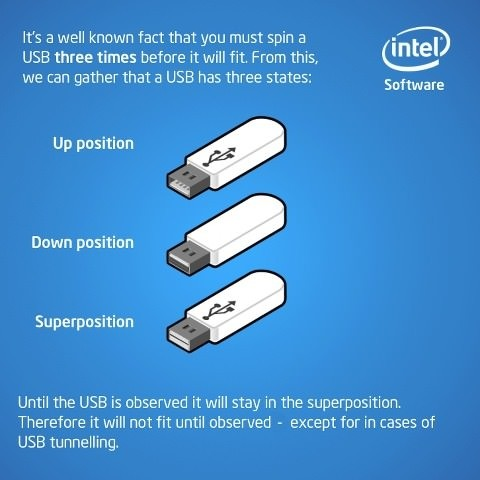 It's a well known fact that you must spin a
USB three times before it will fit. From this,
we can gather that a USB has three states:
intel
Software
Up position
Down position
Superposition
Until the USB is observed it will stay in the superposition.
Therefore it will not fit until observed - except for in cases of
USB tunnelling.